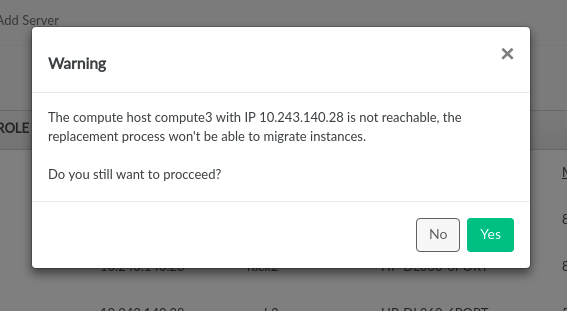 Add Server
Warning
×
The compute host compute3 with IP 10.243.140.28 is not reachable, the
replacement process won't be able to migrate instances.
ROLE
Do you still want to procceed?
No
Yes